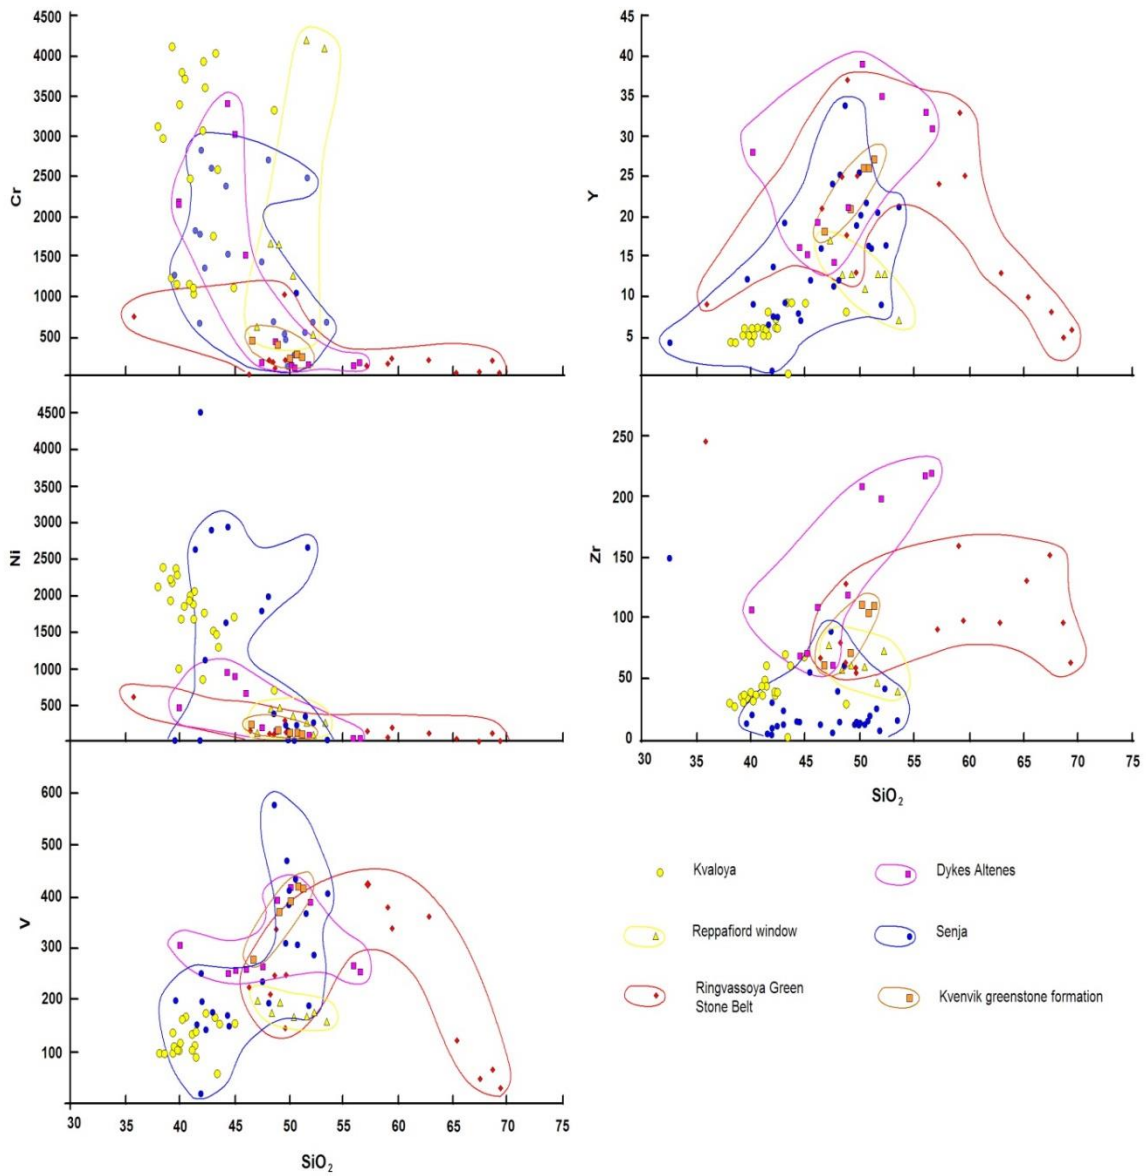 4500
4000
3500
3000
2500
2000
1500
1000
500
Cr
45
40
35
30
25
20
15
10
5
Y
4500
4000
3500
3000
2500
2000
1500
1000
500
Ni
250
200
150
100
50
0
Zr
30 35 40 45 50 55 60 65 70 75
SiO2
600
500
400
300
200
100
V
30 35 40 45 50 55 60 65 70 75
SiO2
Kvaloya
Dykes Altenes
Reppafiord window
Senja
Ringvassoya Green
Stone Belt
Kvenvik greenstone formation